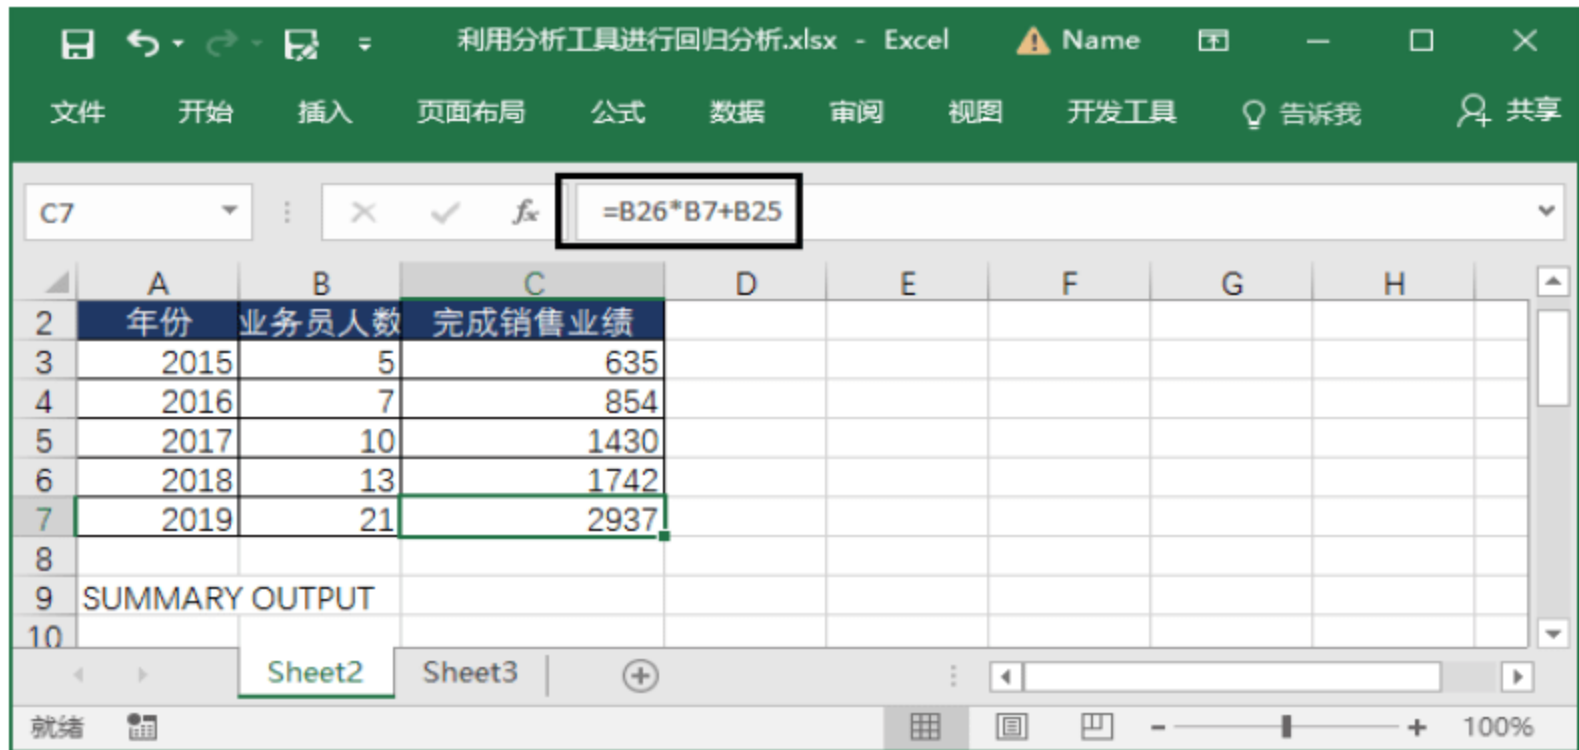 利用分析工具进行回归分析.xlsx - Excel Name
文件 开始 插入 页面布局 公式 数据 审阅 视图 开发工具 告诉我 共享
C7 fx =B26*B7+B25
A B C D E F G H
2 年份 业务员人数 完成销售业绩
3 2015 5 635
4 2016 7 854
5 2017 10 1430
6 2018 13 1742
7 2019 21 2937
8
9 SUMMARY OUTPUT
10
Sheet2 Sheet3
就绪 100%